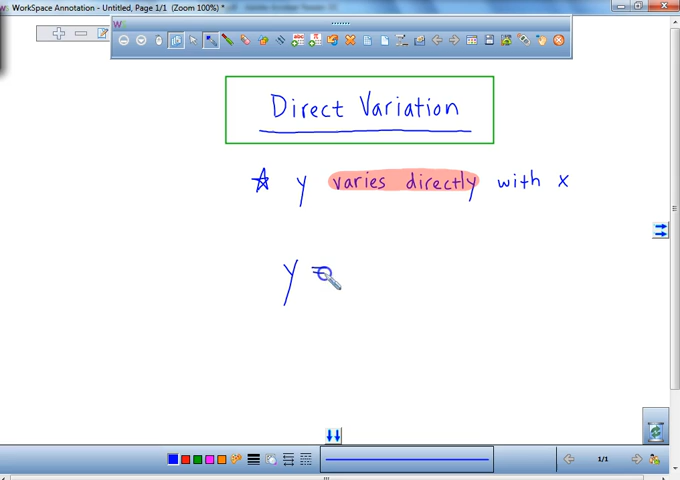 WorkSpace Annotation - Untitled, Page 1/1 (Zoom 100%) *
Direct Variation
☆ y varies directly with x
y =
1/1